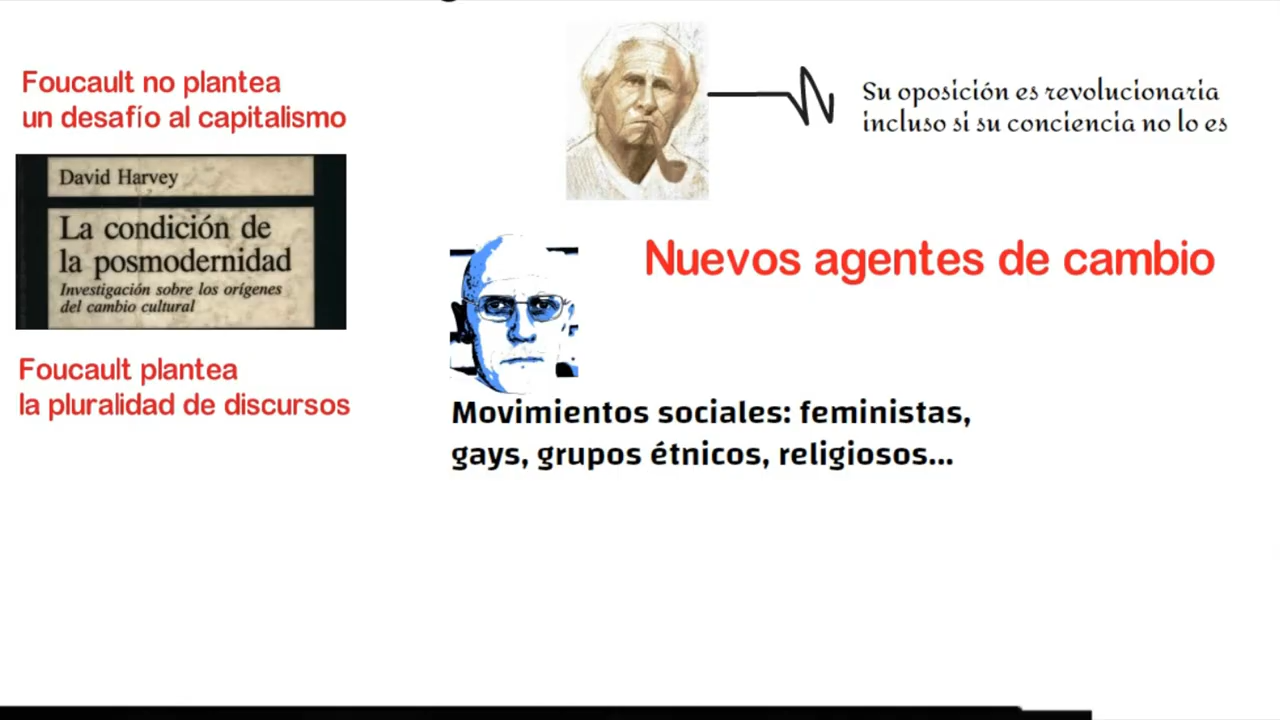 Foucault no plantea
un desafío al capitalismo
David Harvey
La condición de
la posmodernidad
Investigación sobre los orígenes
del cambio cultural
Foucault plantea
la pluralidad de discursos
Su oposición es revolucionaria
incluso si su conciencia no lo es
Nuevos agentes de cambio
Movimientos sociales: feministas,
gays, grupos étnicos, religiosos...